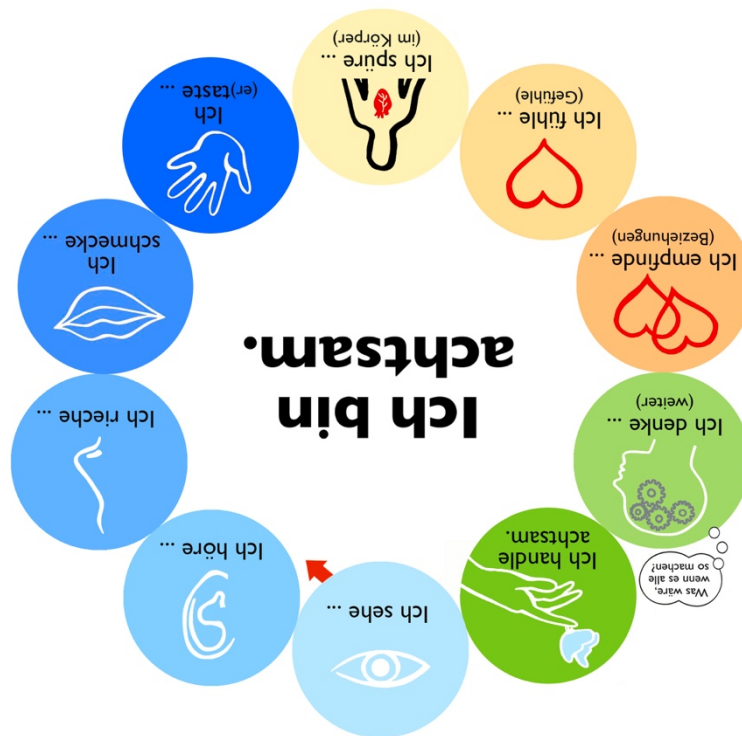 Ich bin
achtsam.
Ich sehe ...
Ich höre ...
Ich rieche ...
Ich
schmecke ...
Ich
(er)taste ...
Ich spüre ...
(im Körper)
Ich fühle ...
(Gefühle)
Ich empfinde ...
(Beziehungen)
Ich denke ...
(weiter)
Was wäre,
wenn es alle
so machen?
Ich handle
achtsam.